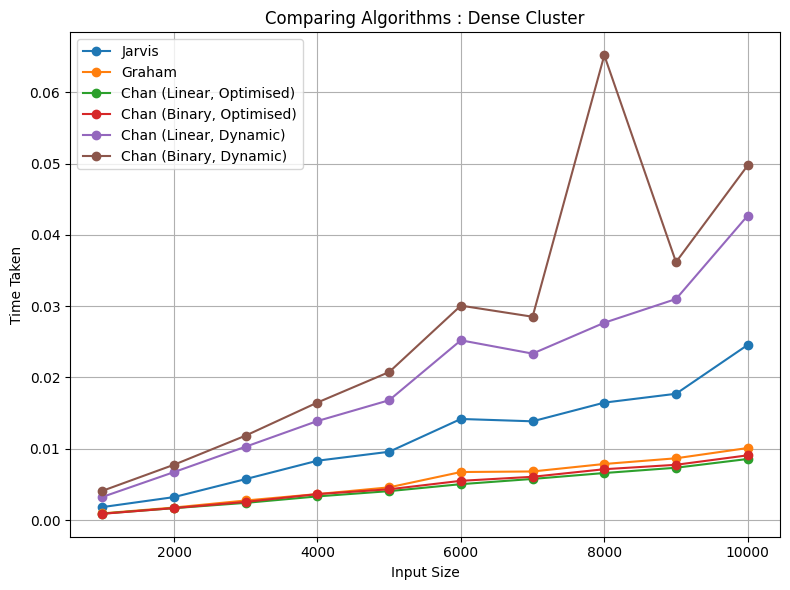 Comparing Algorithms : Dense Cluster
Jarvis
Graham
Chan (Linear, Optimised)
Chan (Binary, Optimised)
Chan (Linear, Dynamic)
Chan (Binary, Dynamic)
Time Taken
0.06
0.05
0.04
0.03
0.02
0.01
0.00
2000
4000
6000
8000
10000
Input Size